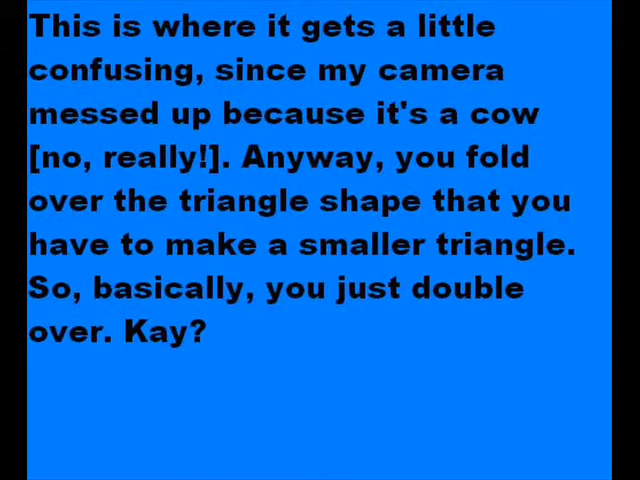 This is where it gets a little
confusing, since my camera
messed up because it's a cow
[no, really!]. Anyway, you fold
over the triangle shape that you
have to make a smaller triangle.
So, basically, you just double
over. Kay?